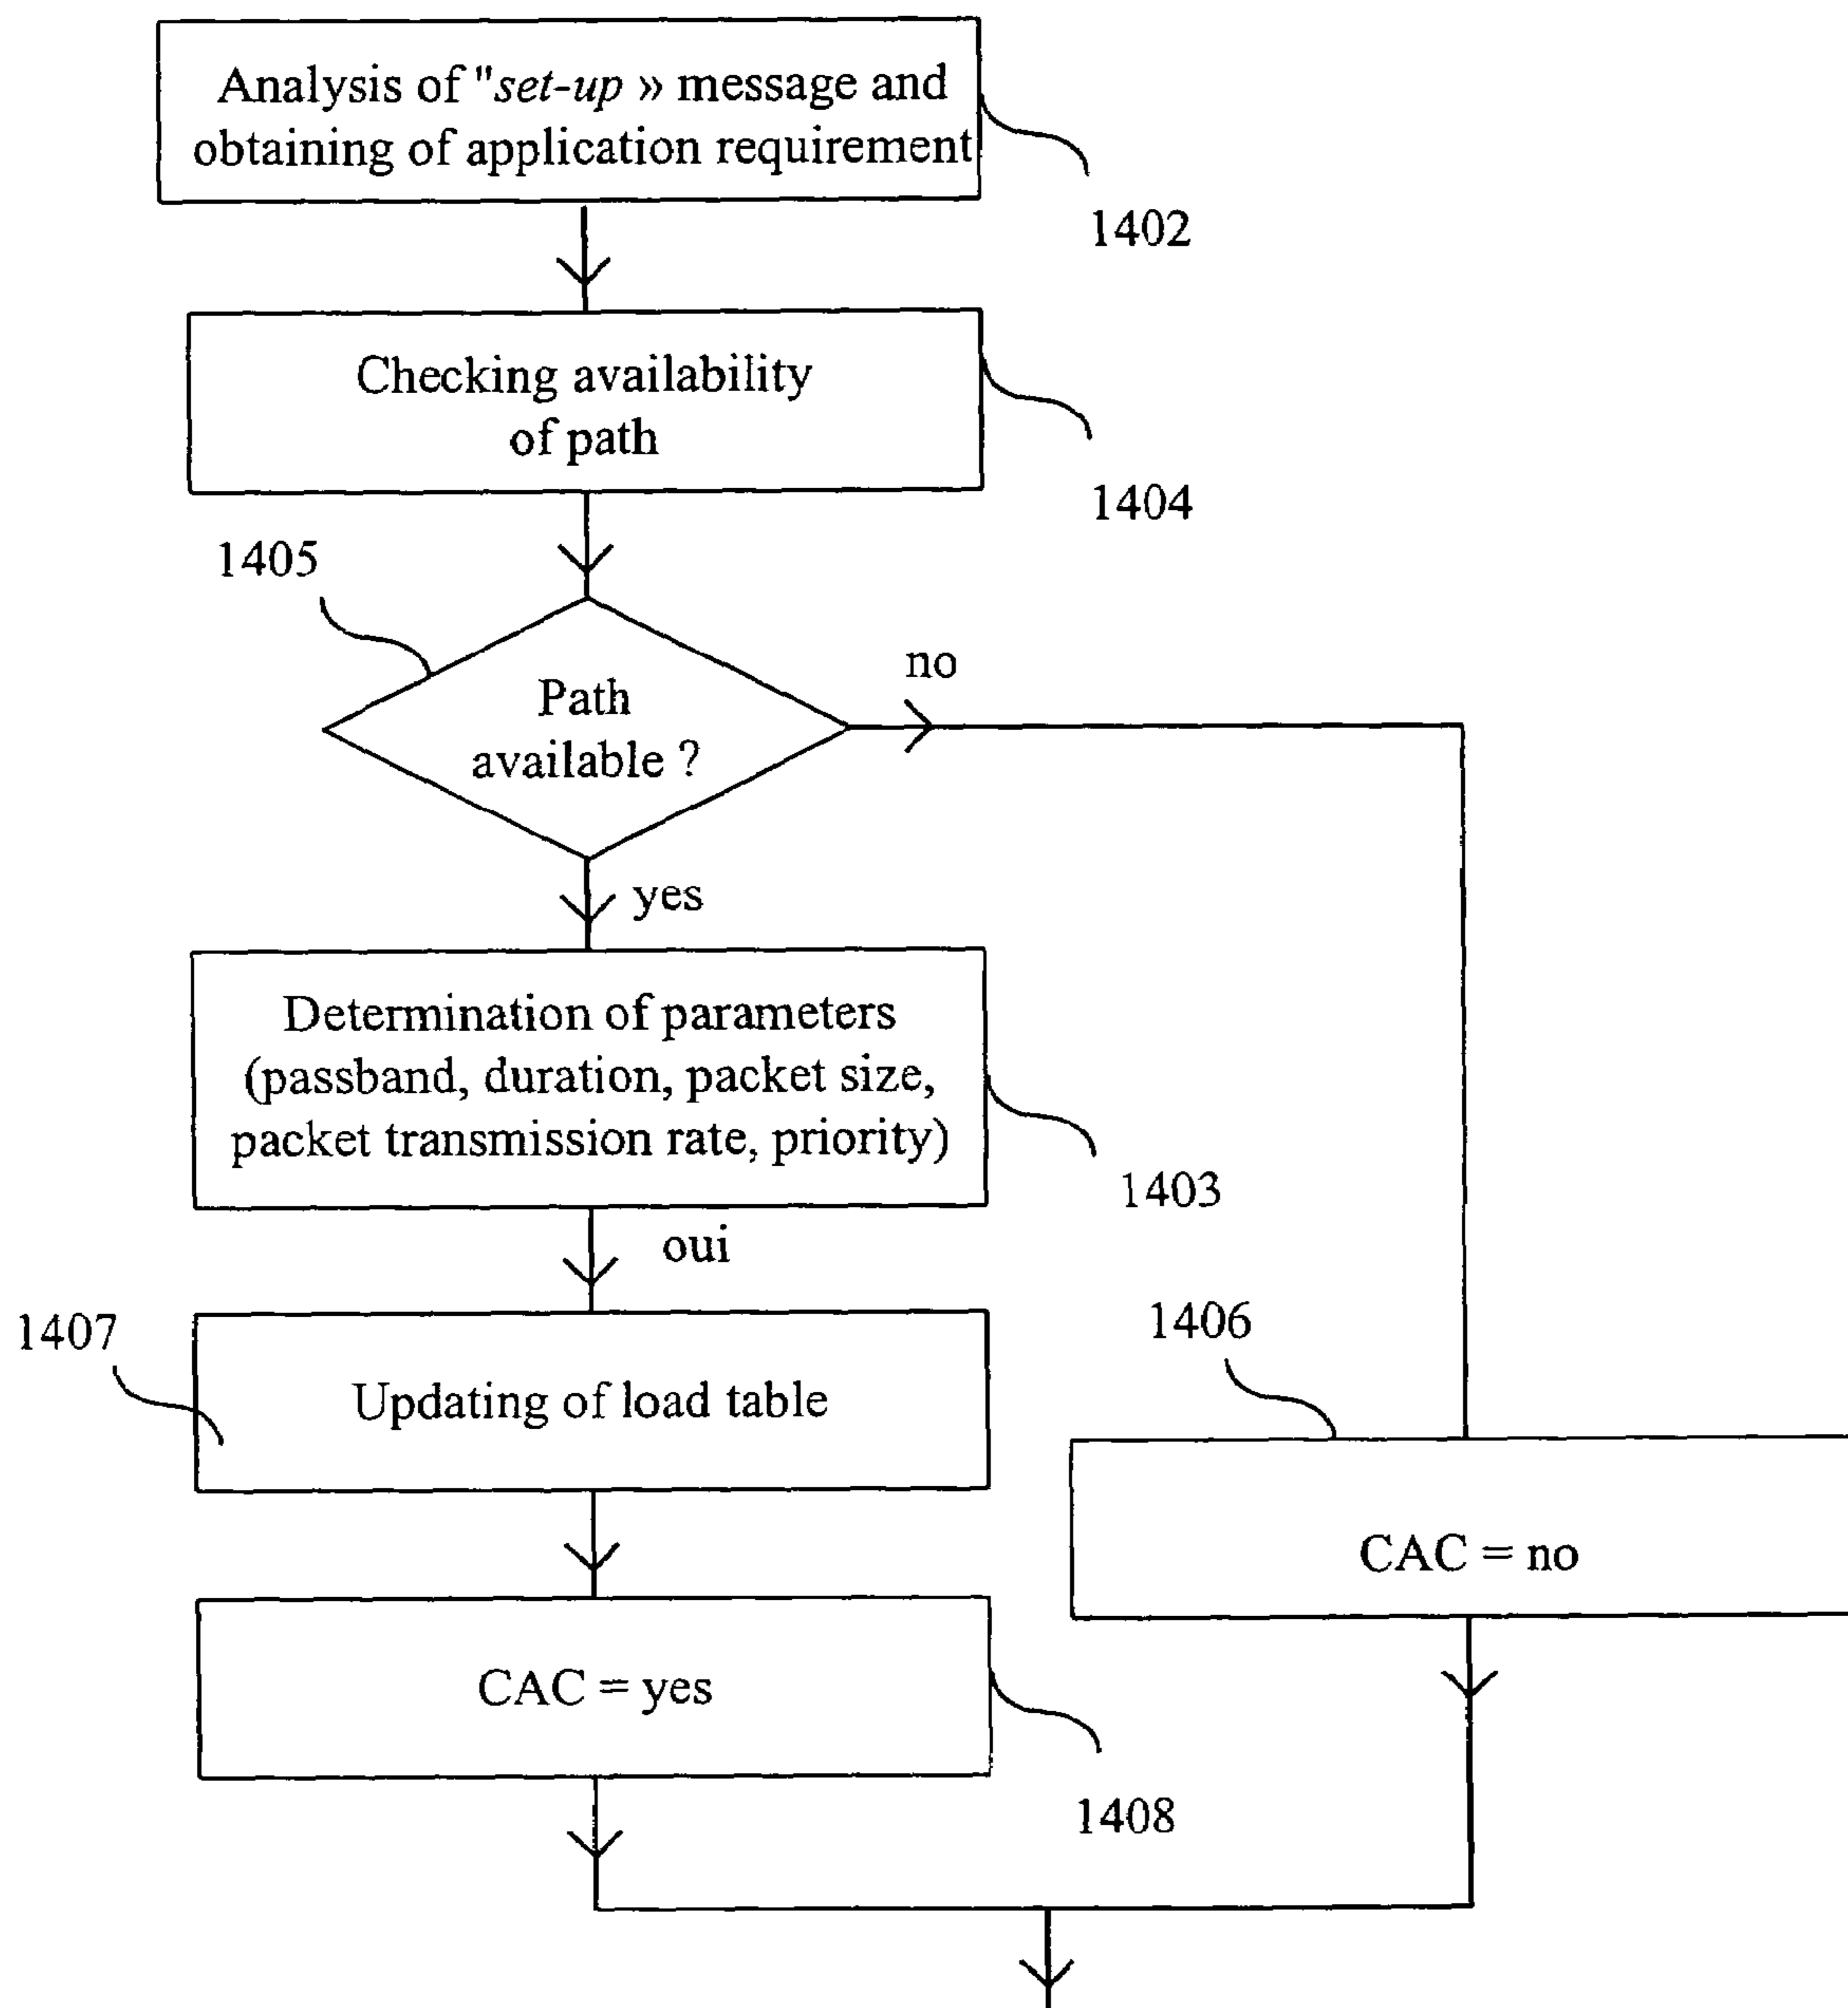 Analysis of "set-up » message and
obtaining of application requirement
1402
Checking availability
of path
1404
1405
Path
available ?
no
yes
Determination of parameters
(passband, duration, packet size,
packet transmission rate, priority)
1403
oui
1407
Updating of load table
1406
CAC = no
CAC = yes
1408